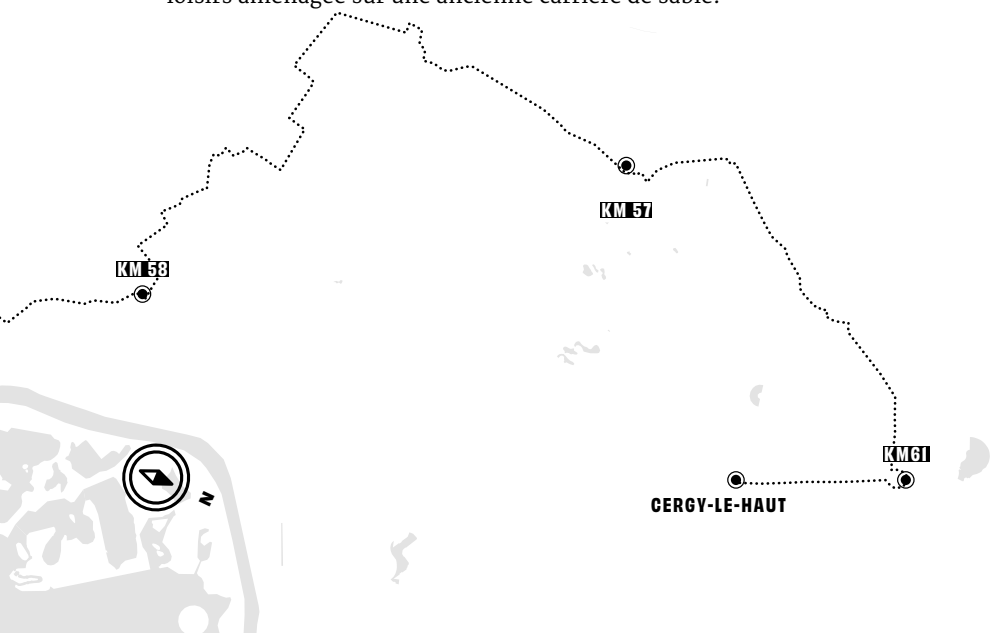 loisirs aménagée sur une ancienne carrière de sable.
KM 57
KM 58
KM61
N
CERGY-LE-HAUT